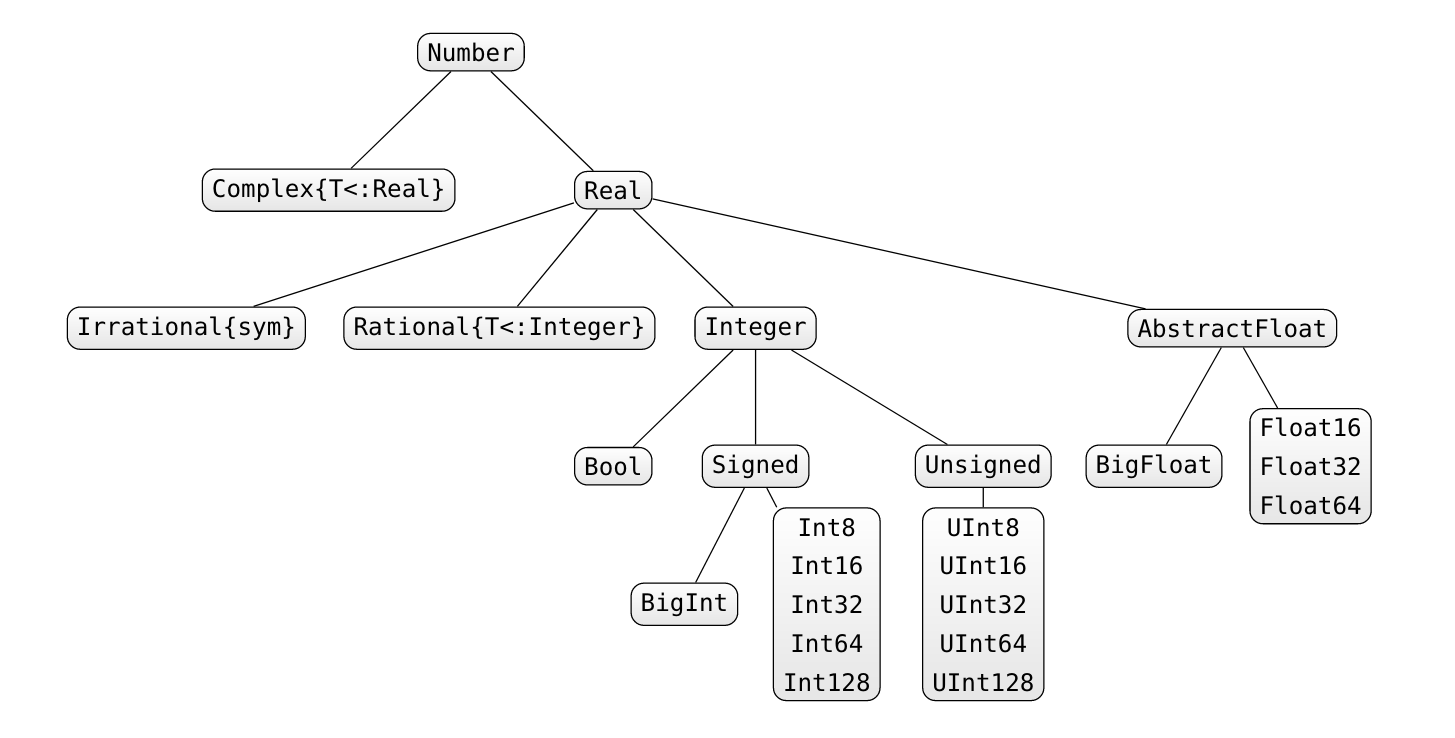 Number
Complex{T<:Real}
Real
Irrational{sym}
Rational{T<:Integer}
Integer
AbstractFloat
Bool
Signed
Unsigned
BigFloat
Float16
Float32
Float64
BigInt
Int8
Int16
Int32
Int64
Int128
UInt8
UInt16
UInt32
UInt64
UInt128